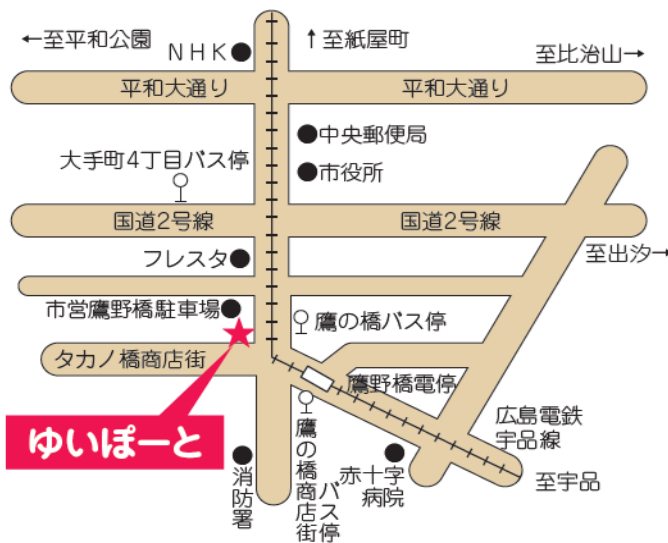 ←至平和公園
NHK
↑至紙屋町
至比治山→
平和大通り
平和大通り
中央郵便局
大手町4丁目バス停
市役所
国道2号線
国道2号線
フレスタ
至出汐→
市営鷹野橋駐車場
鷹の橋バス停
タカノ橋商店街
鷹野橋電停
ゆいぽーと
広島電鉄
宇品線
消防署
鷹の橋商店街
バス停
赤十字
病院
至宇品